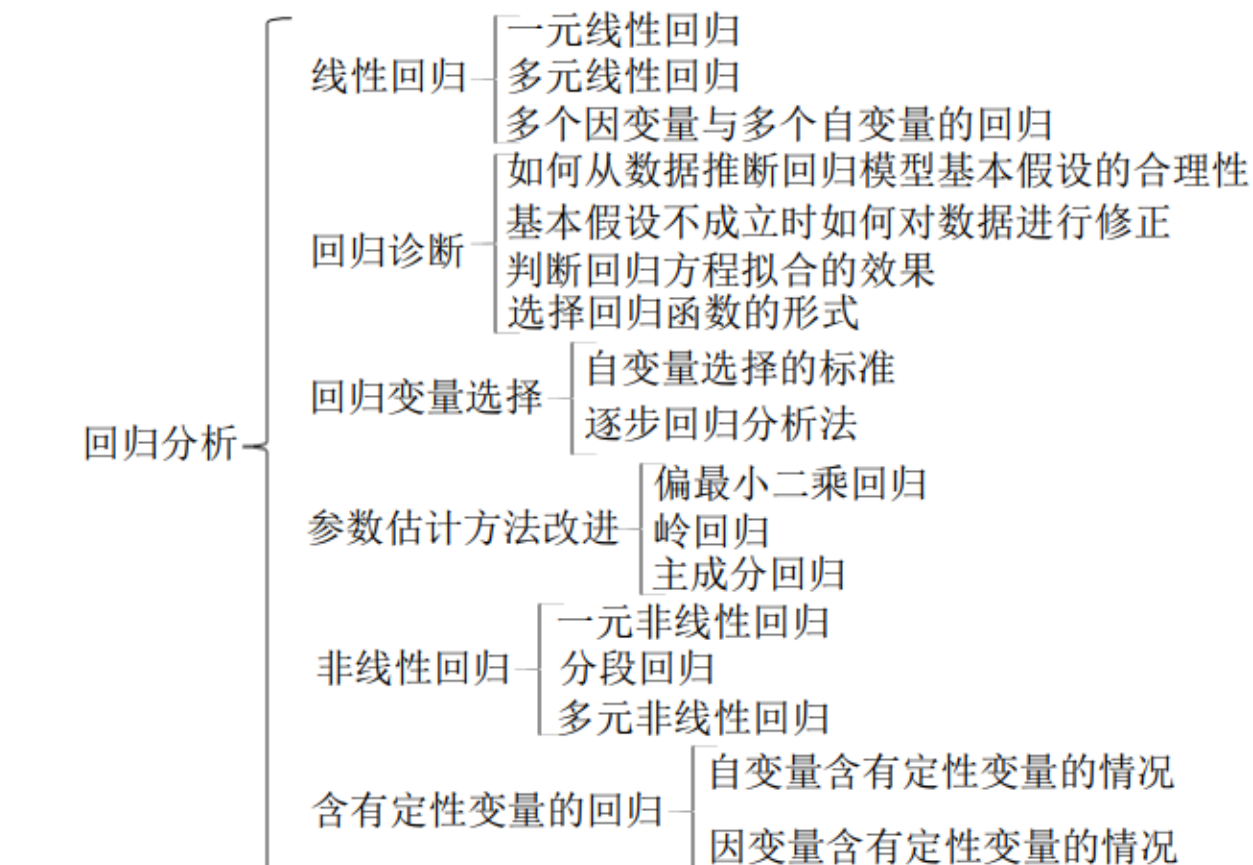 回归分析
线性回归
一元线性回归
多元线性回归
多个因变量与多个自变量的回归
回归诊断
如何从数据推断回归模型基本假设的合理性
基本假设不成立时如何对数据进行修正
判断回归方程拟合的效果
选择回归函数的形式
回归变量选择
自变量选择的标准
逐步回归分析法
参数估计方法改进
偏最小二乘回归
岭回归
主成分回归
非线性回归
一元非线性回归
分段回归
多元非线性回归
含有定性变量的回归
自变量含有定性变量的情况
因变量含有定性变量的情况